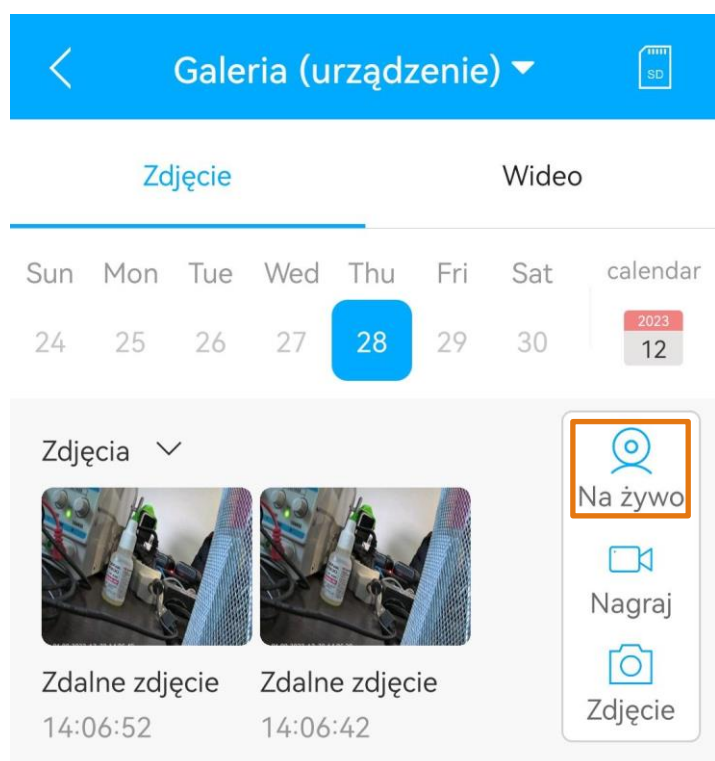 Galeria (urządzenie)
SD
Zdjęcie Wideo
Sun Mon Tue Wed Thu Fri Sat calendar
24 25 26 27 28 29 30
2023
12
Zdjęcia
Na żywo
Nagraj
Zdjęcie
Zdalne zdjęcie Zdalne zdjęcie
14:06:52 14:06:42